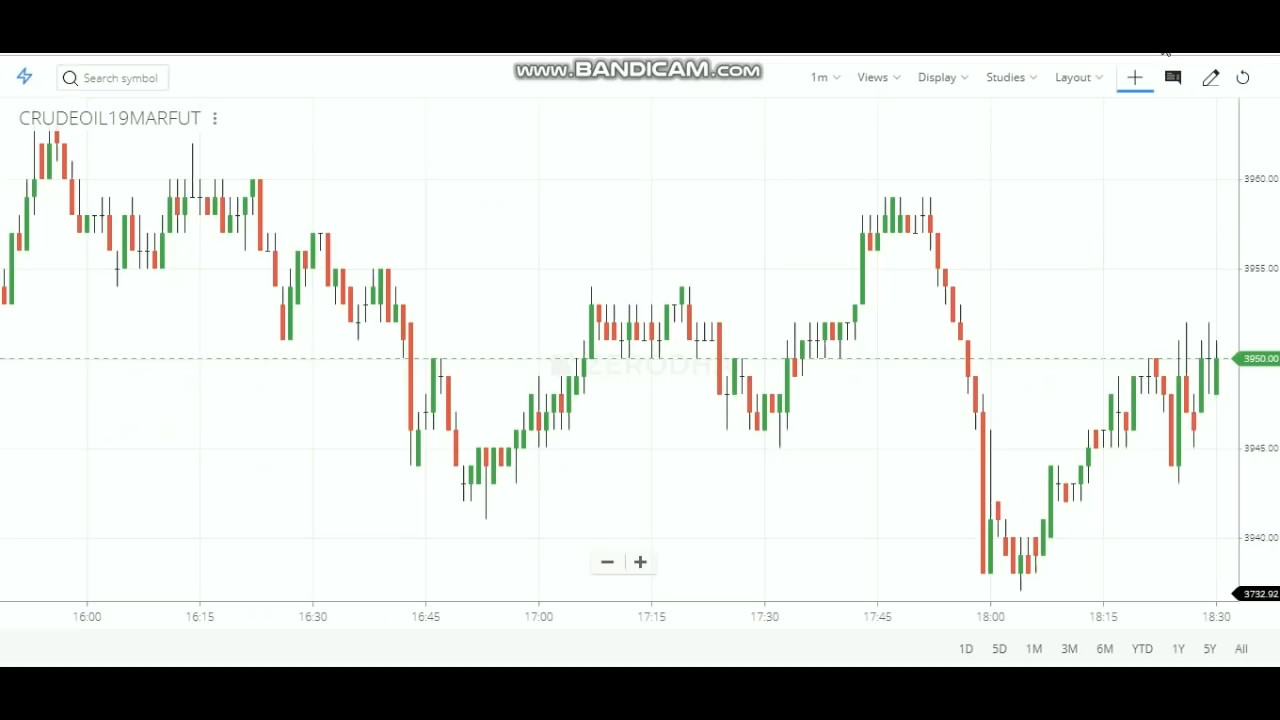 www.BANDICAM.com
Search symbol
1m Views Display Studies Layout
CRUDEOIL19MARFUT
3960.00
3955.00
3950.00
ZERODHA
3945.00
3940.00
3732.92
16:00 16:15 16:30 16:45 17:00 17:15 17:30 17:45 18:00 18:15 18:30
1D 5D 1M 3M 6M YTD 1Y 5Y All